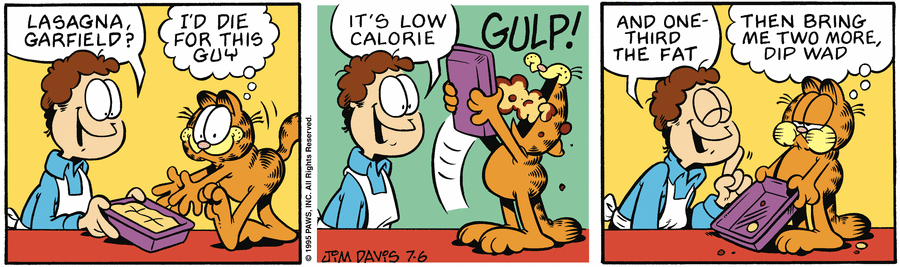 LASAGNA,
GARFIELD?
I'D DIE
FOR THIS
GUY
© 1995 PAWS, INC. All Rights Reserved.
IT'S LOW
CALORIE
GULP!
JIM DAVIS 7-6
AND ONE-
THIRD
THE FAT
THEN BRING
ME TWO MORE,
DIP WAD